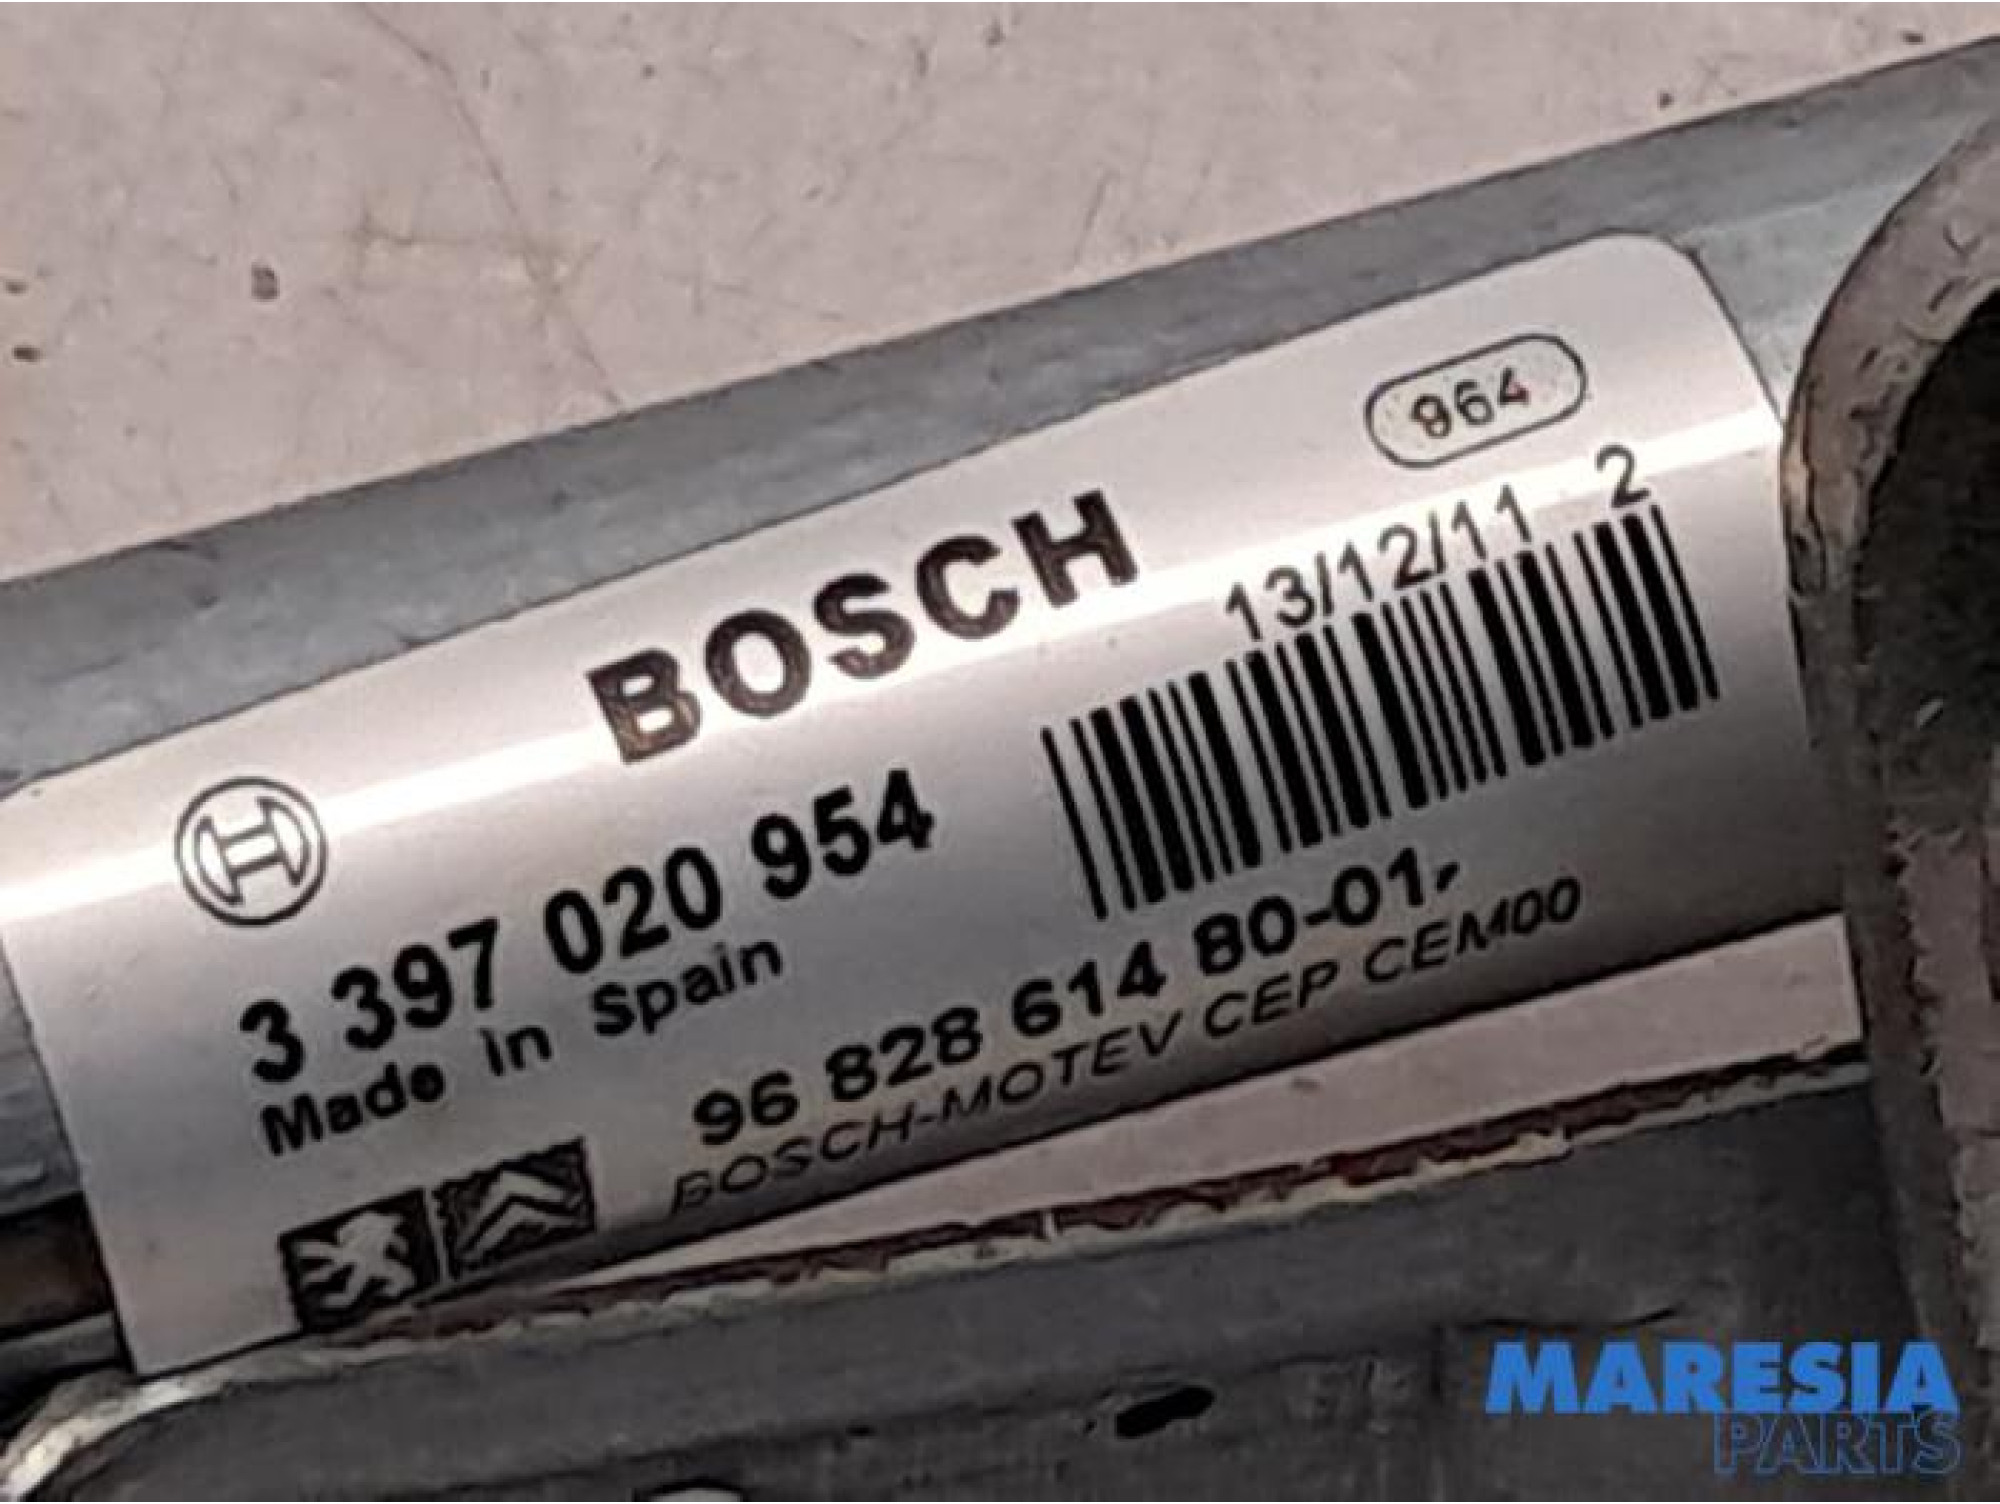 964
BOSCH
13/12/11 2
3 397 020 954
Made in Spain
96 828 614 80-01,
BOSCH-MOTEV CEP CEM00
MARESIA
PARTS